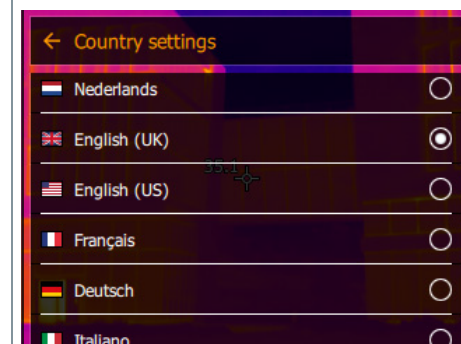 ← Country settings
Nederlands
English (UK)
35.1
English (US)
Français
Deutsch
Italiano